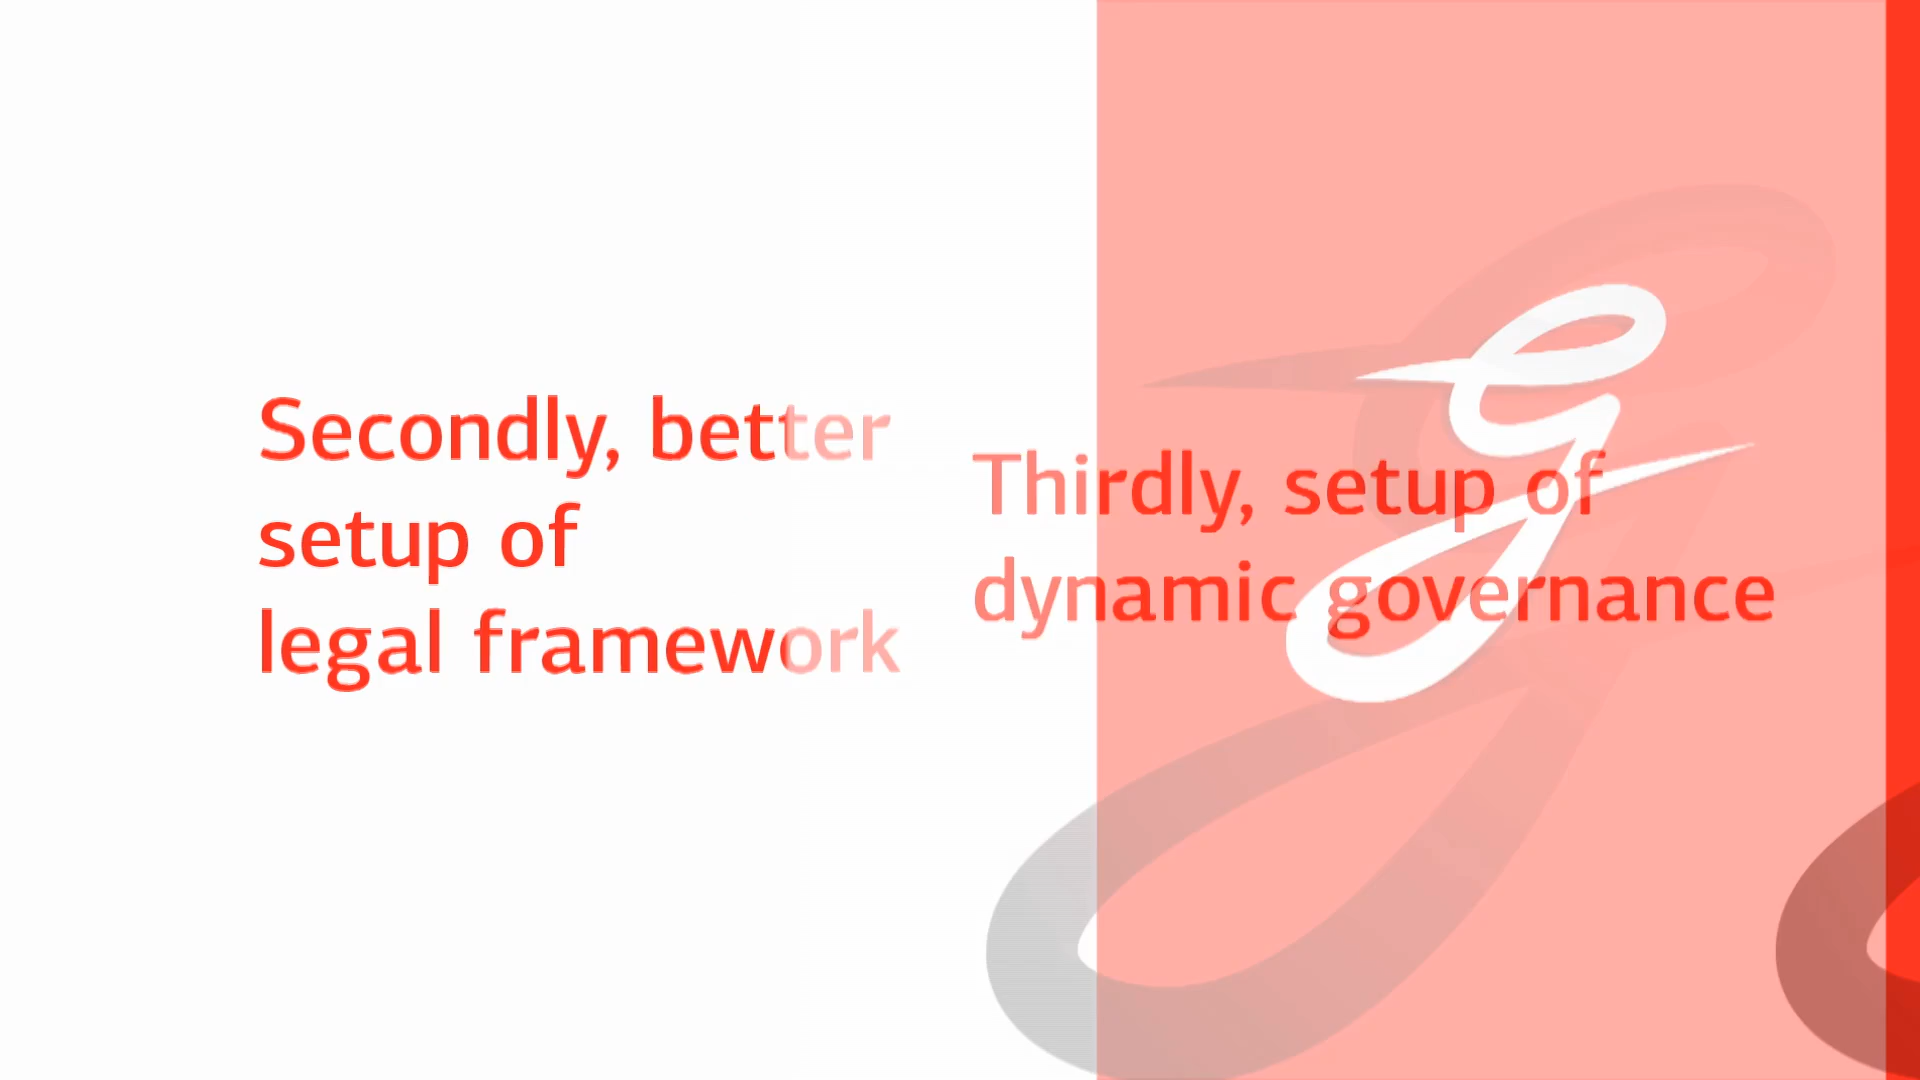 Secondly, better
setup of
legal framework
Thirdly, setup of
dynamic governance